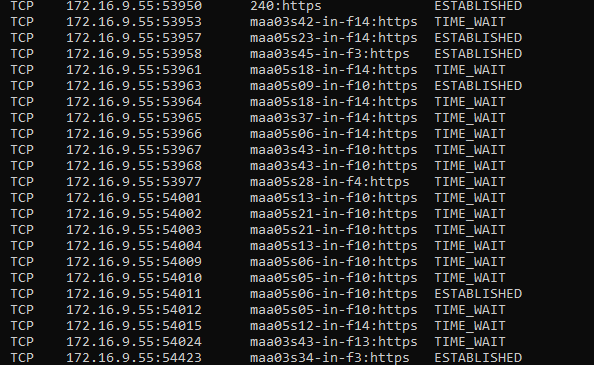 TCP 172.16.9.55:53950 240:https ESTABLISHED
TCP 172.16.9.55:53953 maa03s42-in-f14:https TIME_WAIT
TCP 172.16.9.55:53957 maa05s23-in-f14:https ESTABLISHED
TCP 172.16.9.55:53958 maa03s45-in-f3:https ESTABLISHED
TCP 172.16.9.55:53961 maa05s18-in-f14:https TIME_WAIT
TCP 172.16.9.55:53963 maa05s09-in-f10:https ESTABLISHED
TCP 172.16.9.55:53964 maa05s18-in-f14:https TIME_WAIT
TCP 172.16.9.55:53965 maa03s37-in-f14:https TIME_WAIT
TCP 172.16.9.55:53966 maa05s06-in-f14:https TIME_WAIT
TCP 172.16.9.55:53967 maa03s43-in-f10:https TIME_WAIT
TCP 172.16.9.55:53968 maa03s43-in-f10:https TIME_WAIT
TCP 172.16.9.55:53977 maa05s28-in-f4:https TIME_WAIT
TCP 172.16.9.55:54001 maa05s13-in-f10:https TIME_WAIT
TCP 172.16.9.55:54002 maa05s21-in-f10:https TIME_WAIT
TCP 172.16.9.55:54003 maa05s21-in-f10:https TIME_WAIT
TCP 172.16.9.55:54004 maa05s13-in-f10:https TIME_WAIT
TCP 172.16.9.55:54009 maa05s06-in-f10:https TIME_WAIT
TCP 172.16.9.55:54010 maa05s05-in-f10:https TIME_WAIT
TCP 172.16.9.55:54011 maa05s06-in-f10:https ESTABLISHED
TCP 172.16.9.55:54012 maa05s05-in-f10:https TIME_WAIT
TCP 172.16.9.55:54015 maa05s12-in-f14:https TIME_WAIT
TCP 172.16.9.55:54024 maa03s43-in-f13:https TIME_WAIT
TCP 172.16.9.55:54423 maa03s34-in-f3:https ESTABLISHED